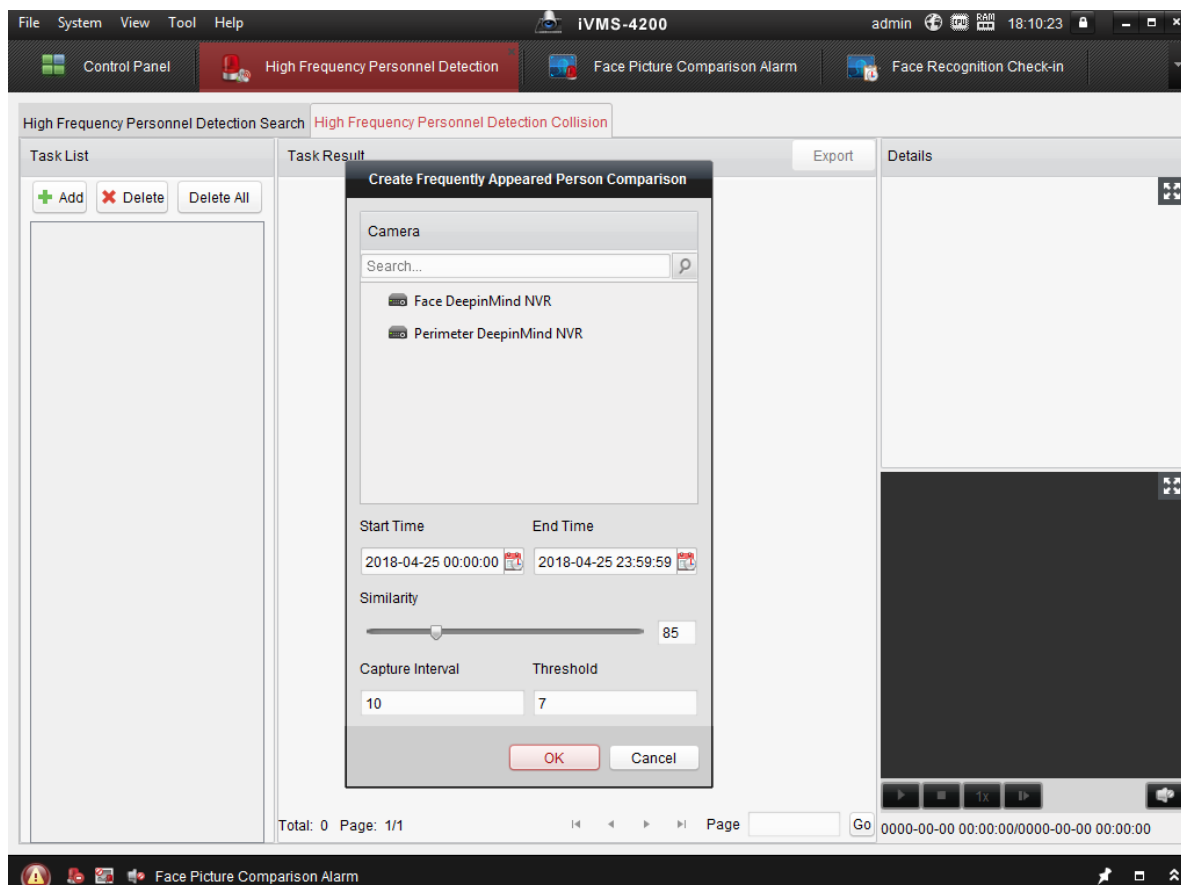 File System View Tool Help iVMS-4200 admin CPU RAM 18:10:23
Control Panel High Frequency Personnel Detection Face Picture Comparison Alarm Face Recognition Check-in
High Frequency Personnel Detection Search High Frequency Personnel Detection Collision
Task List Task Result Export Details
Add Delete Delete All
Create Frequently Appeared Person Comparison
Camera
Search...
Face DeepinMind NVR
Perimeter DeepinMind NVR
Start Time End Time
2018-04-25 00:00:00 2018-04-25 23:59:59
Similarity
85
Capture Interval Threshold
10 7
OK Cancel
1x
Total: 0 Page: 1/1 Page Go
0000-00-00 00:00:00/0000-00-00 00:00:00
Face Picture Comparison Alarm